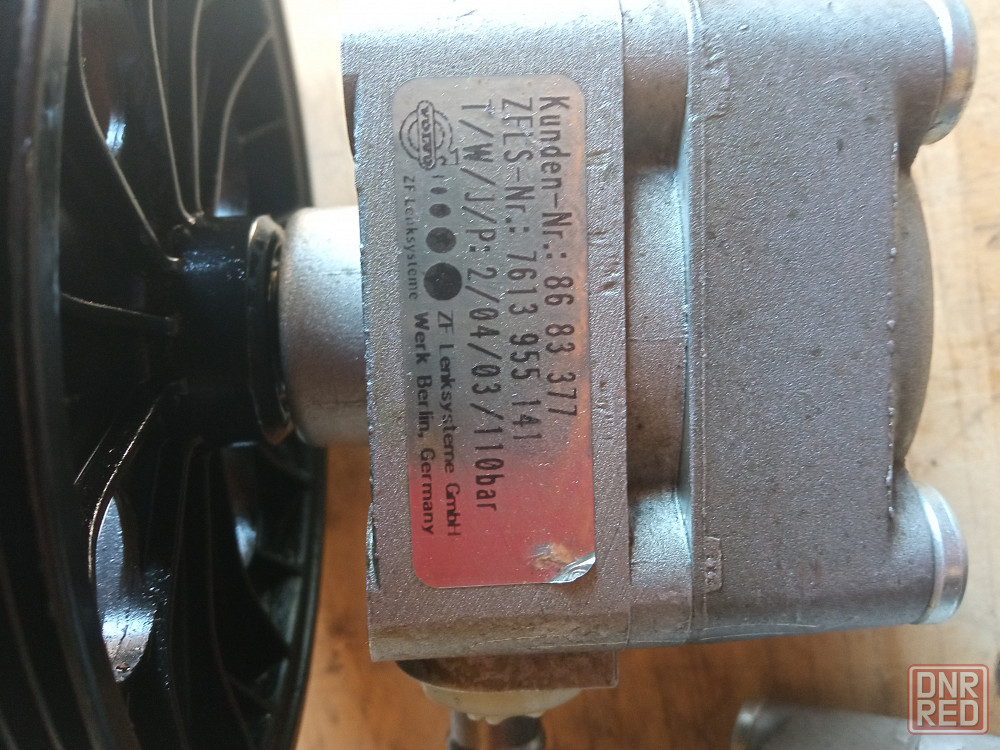 Kunden-Nr.: 86 83 377
ZFLS-Nr.: 7613 955 141
T/W/J/P: 2/04/03/110bar
VOLVO
ZF Lenksysteme GmbH
Werk Berlin, Germany
ZF Lenksysteme
DNR
RED